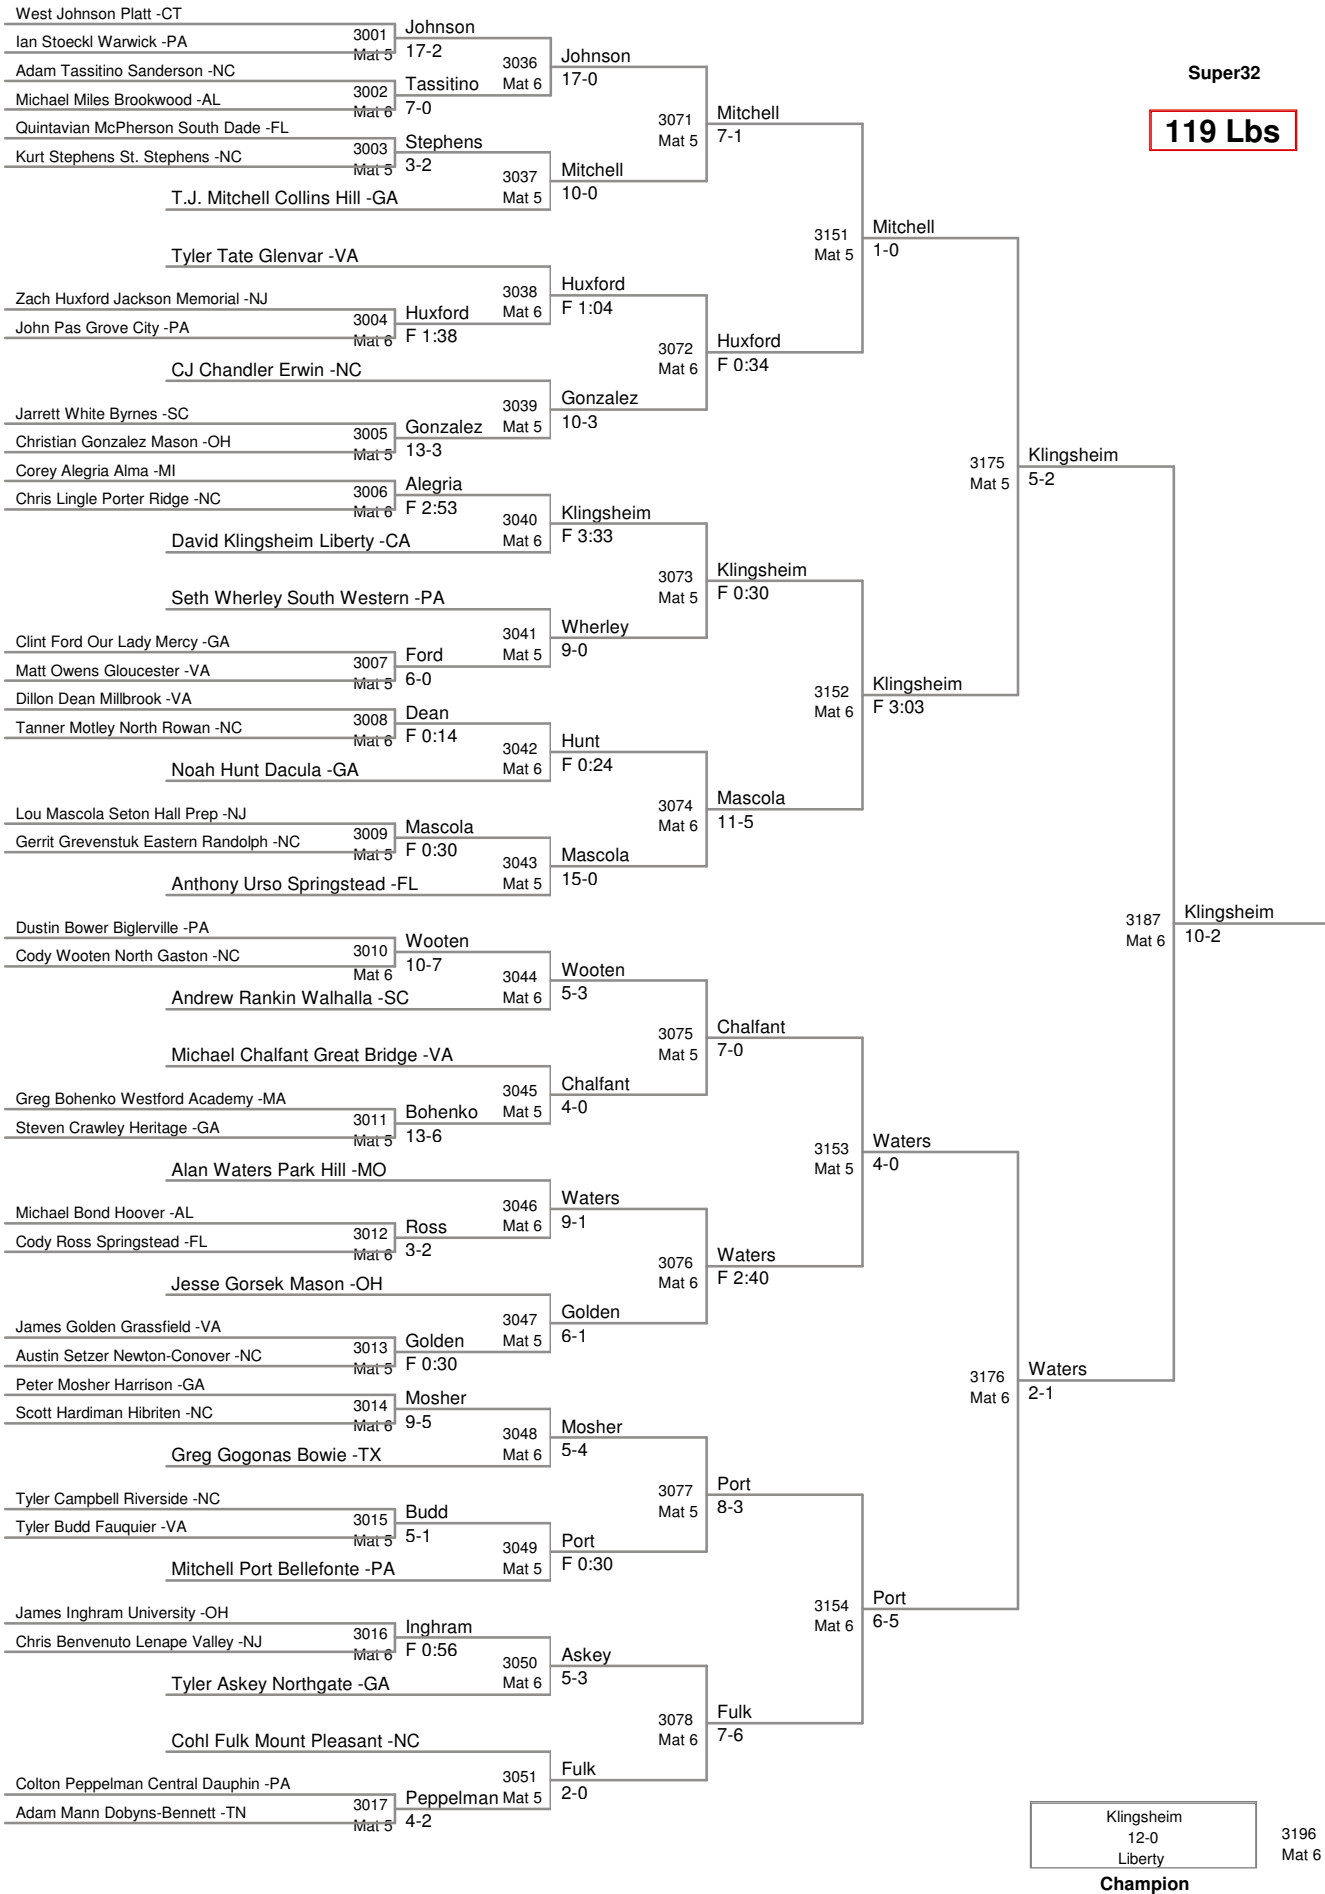 West Johnson Platt -CT
Ian Stoeckl Warwick -PA
3001
Mat 5
Johnson
17-2
Adam Tassitino Sanderson -NC
Michael Miles Brookwood -AL
3002
Mat 6
Tassitino
7-0
3036
Mat 6
Johnson
17-0
Super32
119 Lbs
Quintavian McPherson South Dade -FL
Kurt Stephens St. Stephens -NC
3003
Mat 5
Stephens
3-2
T.J. Mitchell Collins Hill -GA
3037
Mat 5
Mitchell
10-0
3071
Mat 5
Mitchell
7-1
Tyler Tate Glenvar -VA
Zach Huxford Jackson Memorial -NJ
John Pas Grove City -PA
3004
Mat 6
Huxford
F 1:38
3038
Mat 6
Huxford
F 1:04
CJ Chandler Erwin -NC
Jarrett White Byrnes -SC
Christian Gonzalez Mason -OH
3005
Mat 5
Gonzalez
13-3
3039
Mat 5
Gonzalez
10-3
3072
Mat 6
Huxford
F 0:34
3151
Mat 5
Mitchell
1-0
Corey Alegria Alma -MI
Chris Lingle Porter Ridge -NC
3006
Mat 6
Alegria
F 2:53
David Klingsheim Liberty -CA
3040
Mat 6
Klingsheim
F 3:33
Seth Wherley South Western -PA
Clint Ford Our Lady Mercy -GA
Matt Owens Gloucester -VA
3007
Mat 5
Ford
6-0
3041
Mat 5
Wherley
9-0
3073
Mat 5
Klingsheim
F 0:30
Dillon Dean Millbrook -VA
Tanner Motley North Rowan -NC
3008
Mat 6
Dean
F 0:14
Noah Hunt Dacula -GA
3042
Mat 6
Hunt
F 0:24
Lou Mascola Seton Hall Prep -NJ
Gerrit Grevenstuk Eastern Randolph -NC
3009
Mat 5
Mascola
F 0:30
Anthony Urso Springstead -FL
3043
Mat 5
Mascola
15-0
3074
Mat 6
Mascola
11-5
3152
Mat 6
Klingsheim
F 3:03
3175
Mat 5
Klingsheim
5-2
Dustin Bower Biglerville -PA
Cody Wooten North Gaston -NC
3010
Mat 6
Wooten
10-7
Andrew Rankin Walhalla -SC
3044
Mat 6
Wooten
5-3
Michael Chalfant Great Bridge -VA
Greg Bohenko Westford Academy -MA
Steven Crawley Heritage -GA
3011
Mat 5
Bohenko
13-6
3045
Mat 5
Chalfant
4-0
3075
Mat 5
Chalfant
7-0
Alan Waters Park Hill -MO
Michael Bond Hoover -AL
Cody Ross Springstead -FL
3012
Mat 6
Ross
3-2
3046
Mat 6
Waters
9-1
Jesse Gorsek Mason -OH
James Golden Grassfield -VA
Austin Setzer Newton-Conover -NC
3013
Mat 5
Golden
F 0:30
3047
Mat 5
Golden
6-1
3076
Mat 6
Waters
F 2:40
3153
Mat 5
Waters
4-0
Peter Mosher Harrison -GA
Scott Hardiman Hibriten -NC
3014
Mat 6
Mosher
9-5
Greg Gogonas Bowie -TX
3048
Mat 6
Mosher
5-4
Tyler Campbell Riverside -NC
Tyler Budd Fauquier -VA
3015
Mat 5
Budd
5-1
Mitchell Port Bellefonte -PA
3049
Mat 5
Port
F 0:30
3077
Mat 5
Port
8-3
James Inghram University -OH
Chris Benvenuto Lenape Valley -NJ
3016
Mat 6
Inghram
F 0:56
Tyler Askey Northgate -GA
3050
Mat 6
Askey
5-3
Cohl Fulk Mount Pleasant -NC
Colton Peppelman Central Dauphin -PA
Adam Mann Dobyns-Bennett -TN
3017
Mat 5
Peppelman
4-2
3051
Mat 5
Fulk
2-0
3078
Mat 6
Fulk
7-6
3154
Mat 6
Port
6-5
3176
Mat 6
Waters
2-1
3187
Mat 6
Klingsheim
10-2
Klingsheim
12-0
Liberty
3196
Mat 6
Champion